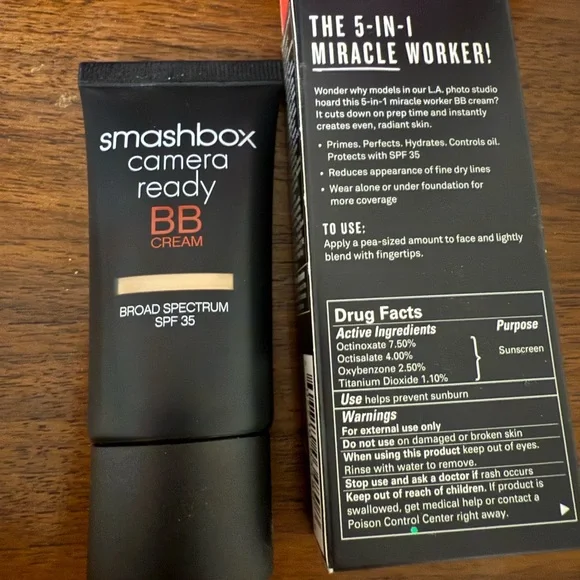 smashbox
camera
ready
BB
CREAM
BROAD SPECTRUM
SPF 35
THE 5-IN-1
MIRACLE WORKER!
Wonder why models in our L.A. photo studio
hoard this 5-in-1 miracle worker BB cream?
It cuts down on prep time and instantly
creates even, radiant skin.
• Primes. Perfects. Hydrates. Controls oil.
Protects with SPF 35
• Reduces appearance of fine dry lines
• Wear alone or under foundation for
more coverage
TO USE:
Apply a pea-sized amount to face and lightly
blend with fingertips.
Drug Facts
Active Ingredients Purpose
Octinoxate 7.50%
Octisalate 4.00%
Oxybenzone 2.50%
Titanium Dioxide 1.10%
Sunscreen
Use helps prevent sunburn
Warnings
For external use only
Do not use on damaged or broken skin
When using this product keep out of eyes.
Rinse with water to remove.
Stop use and ask a doctor if rash occurs
Keep out of reach of children. If product is
swallowed, get medical help or contact a
Poison Control Center right away.